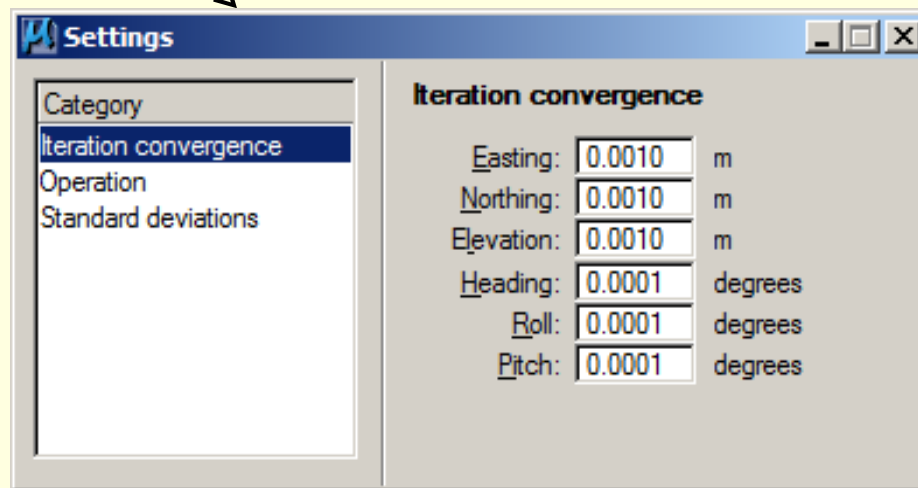 Settings
Category
Iteration convergence
Operation
Standard deviations
Iteration convergence
Easting: 0.0010 m
Northing: 0.0010 m
Elevation: 0.0010 m
Heading: 0.0001 degrees
Roll: 0.0001 degrees
Pitch: 0.0001 degrees